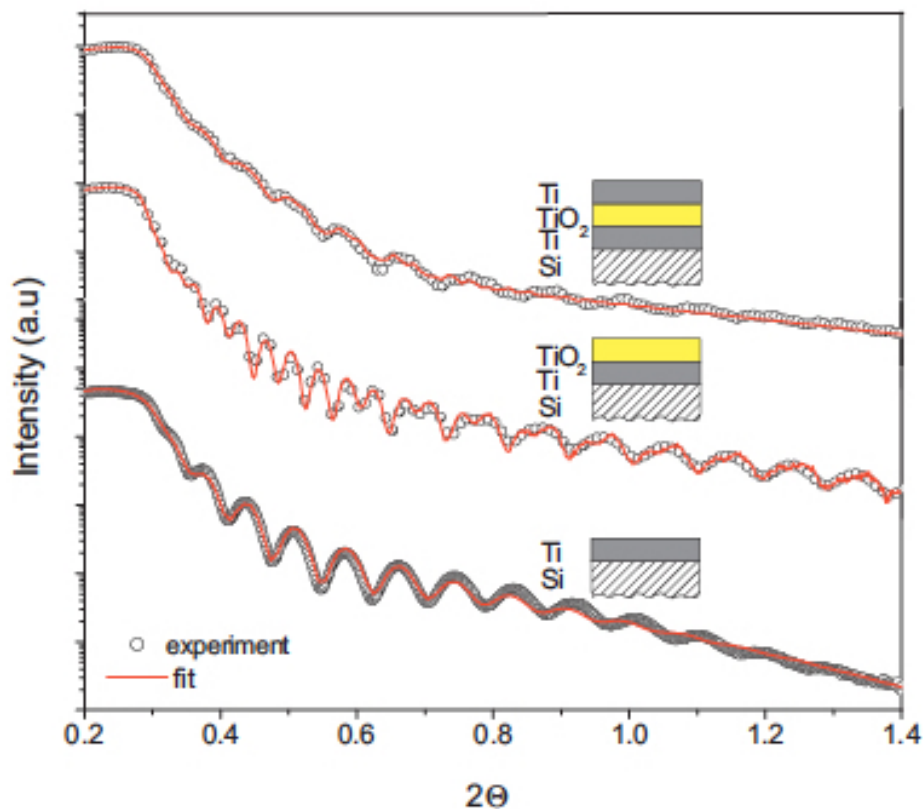 Intensity (a.u)
Ti
TiO2
Ti
Si
TiO2
Ti
Si
Ti
Si
experiment
fit
0.2 0.4 0.6 0.8 1.0 1.2 1.4
2Θ